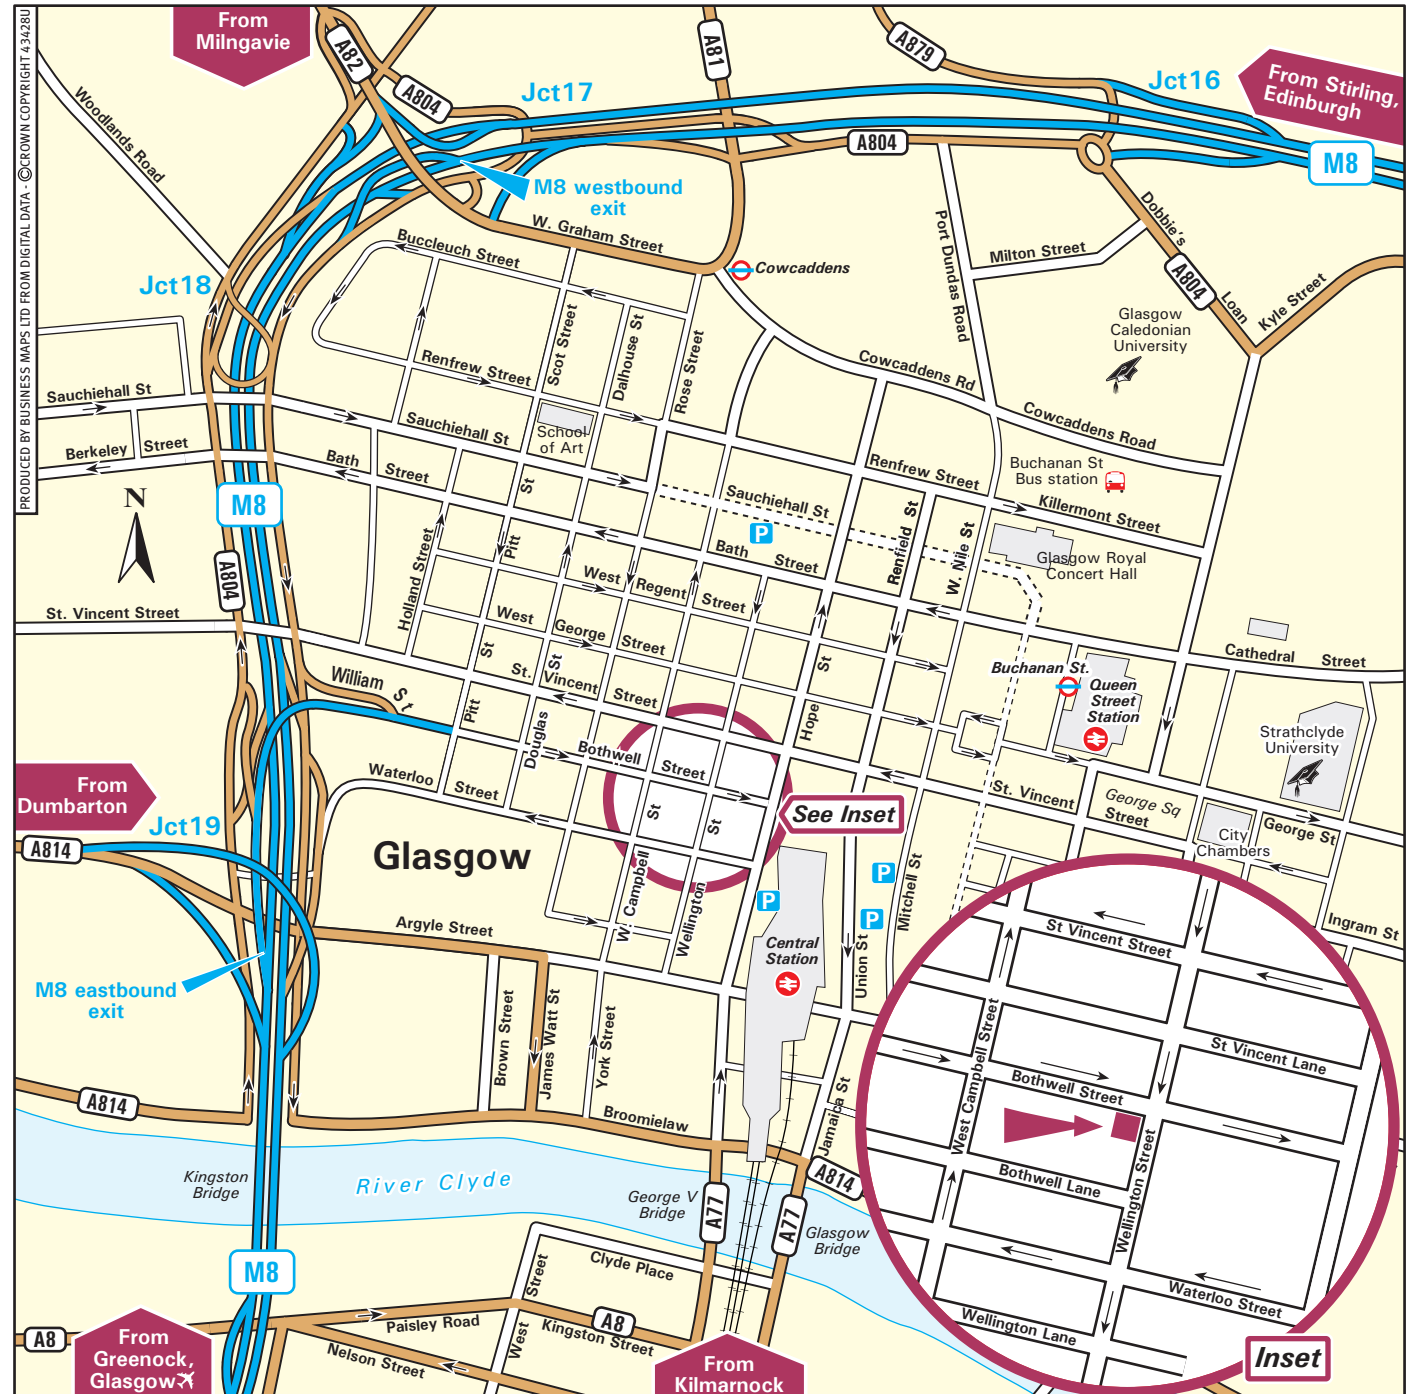 PRODUCED BY BUSINESS MAPS LTD FROM DIGITAL DATA - ©CROWN COPYRIGHT 43428U
From
Milngavie
A82
A804
A81
A879
Jct16
From Stirling,
Edinburgh
Jct17
M8
A804
Woodlands Road
M8 westbound
exit
W. Graham Street
Buccleuch Street
Cowcaddens
Port Dundas Road
Milton Street
Dobbie's
Loan
A804
Kyle Street
Jct18
Glasgow
Caledonian
University
Scot Street
Dalhouse St
Rose Street
Renfrew Street
Cowcaddens Rd
Cowcaddens Road
Sauchiehall St
Berkeley Street
Sauchiehall St
School
of Art
Bath Street
Renfrew Street
Buchanan St
Bus station
Killermont Street
N
M8
A804
Sauchiehall St
P
Renfield St
W. Nile St
Glasgow Royal
Concert Hall
Holland Street
Pitt St
Bath Street
West Regent Street
West George Street
St. Vincent Street
St. Vincent Street
William St
Pitt St
Douglas St
Hope St
Buchanan St.
Queen
Street
Station
Cathedral Street
Strathclyde
University
Bothwell Street
Waterloo Street
From
Dumbarton
Jct19
A814
Glasgow
See Inset
St. Vincent Street
George Sq
City
Chambers
George St
Ingram St
W. Campbell St
Wellington St
P
P
P
Mitchell St
Union St
Central
Station
Argyle Street
M8 eastbound
exit
Brown Street
James Watt St
York Street
Jamaica St
A814
Broomielaw
A814
Kingston
Bridge
River Clyde
George V
Bridge
A77
A77
Glasgow
Bridge
M8
Clyde Place
West Street
Paisley Road
Kingston Street
A8
A8
Nelson Street
From
Greenock,
Glasgow
From
Kilmarnock
St Vincent Street
St Vincent Lane
West Campbell Street
Bothwell Street
Bothwell Lane
Wellington Street
Waterloo Street
Wellington Lane
Inset